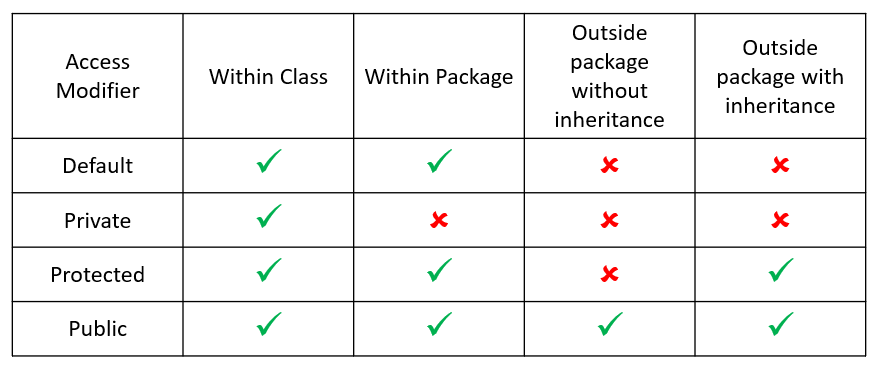 Access
Modifier
Within Class
Within Package
Outside
package
without
inheritance
Outside
package with
inheritance
Default
Private
Protected
Public